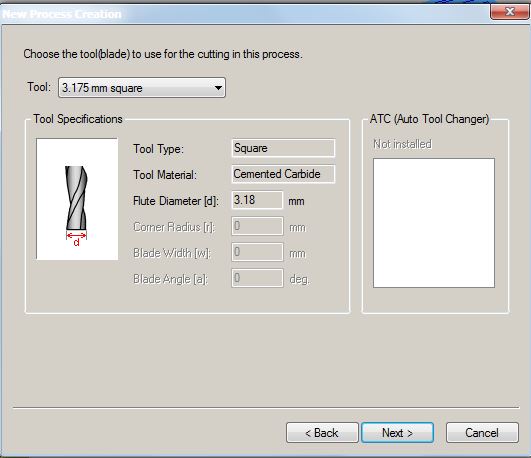 New Process Creation
Choose the tool(blade) to use for the cutting in this process.
Tool: 3.175 mm square
Tool Specifications
ATC (Auto Tool Changer)
Not installed
d
Tool Type: Square
Tool Material: Cemented Carbide
Flute Diameter [d]: 3.18 mm
Corner Radius [r]: 0 mm
Blade Width [w]: 0 mm
Blade Angle [a]: 0 deg.
< Back Next > Cancel